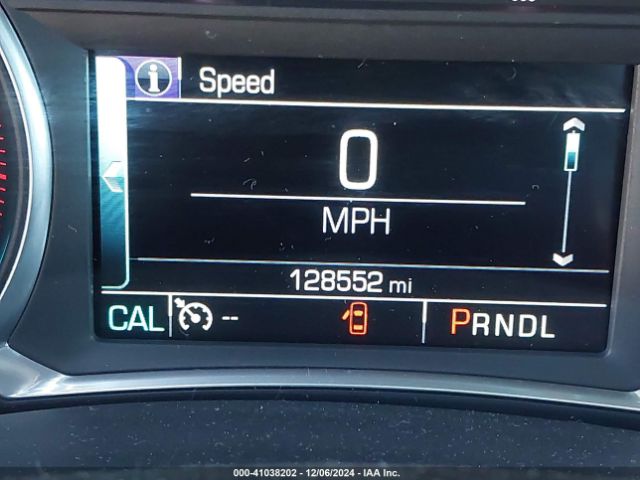 Speed
0
MPH
128552 mi
CAL -- PRNDL
000-41038202 - 12/06/2024 - IAA Inc.